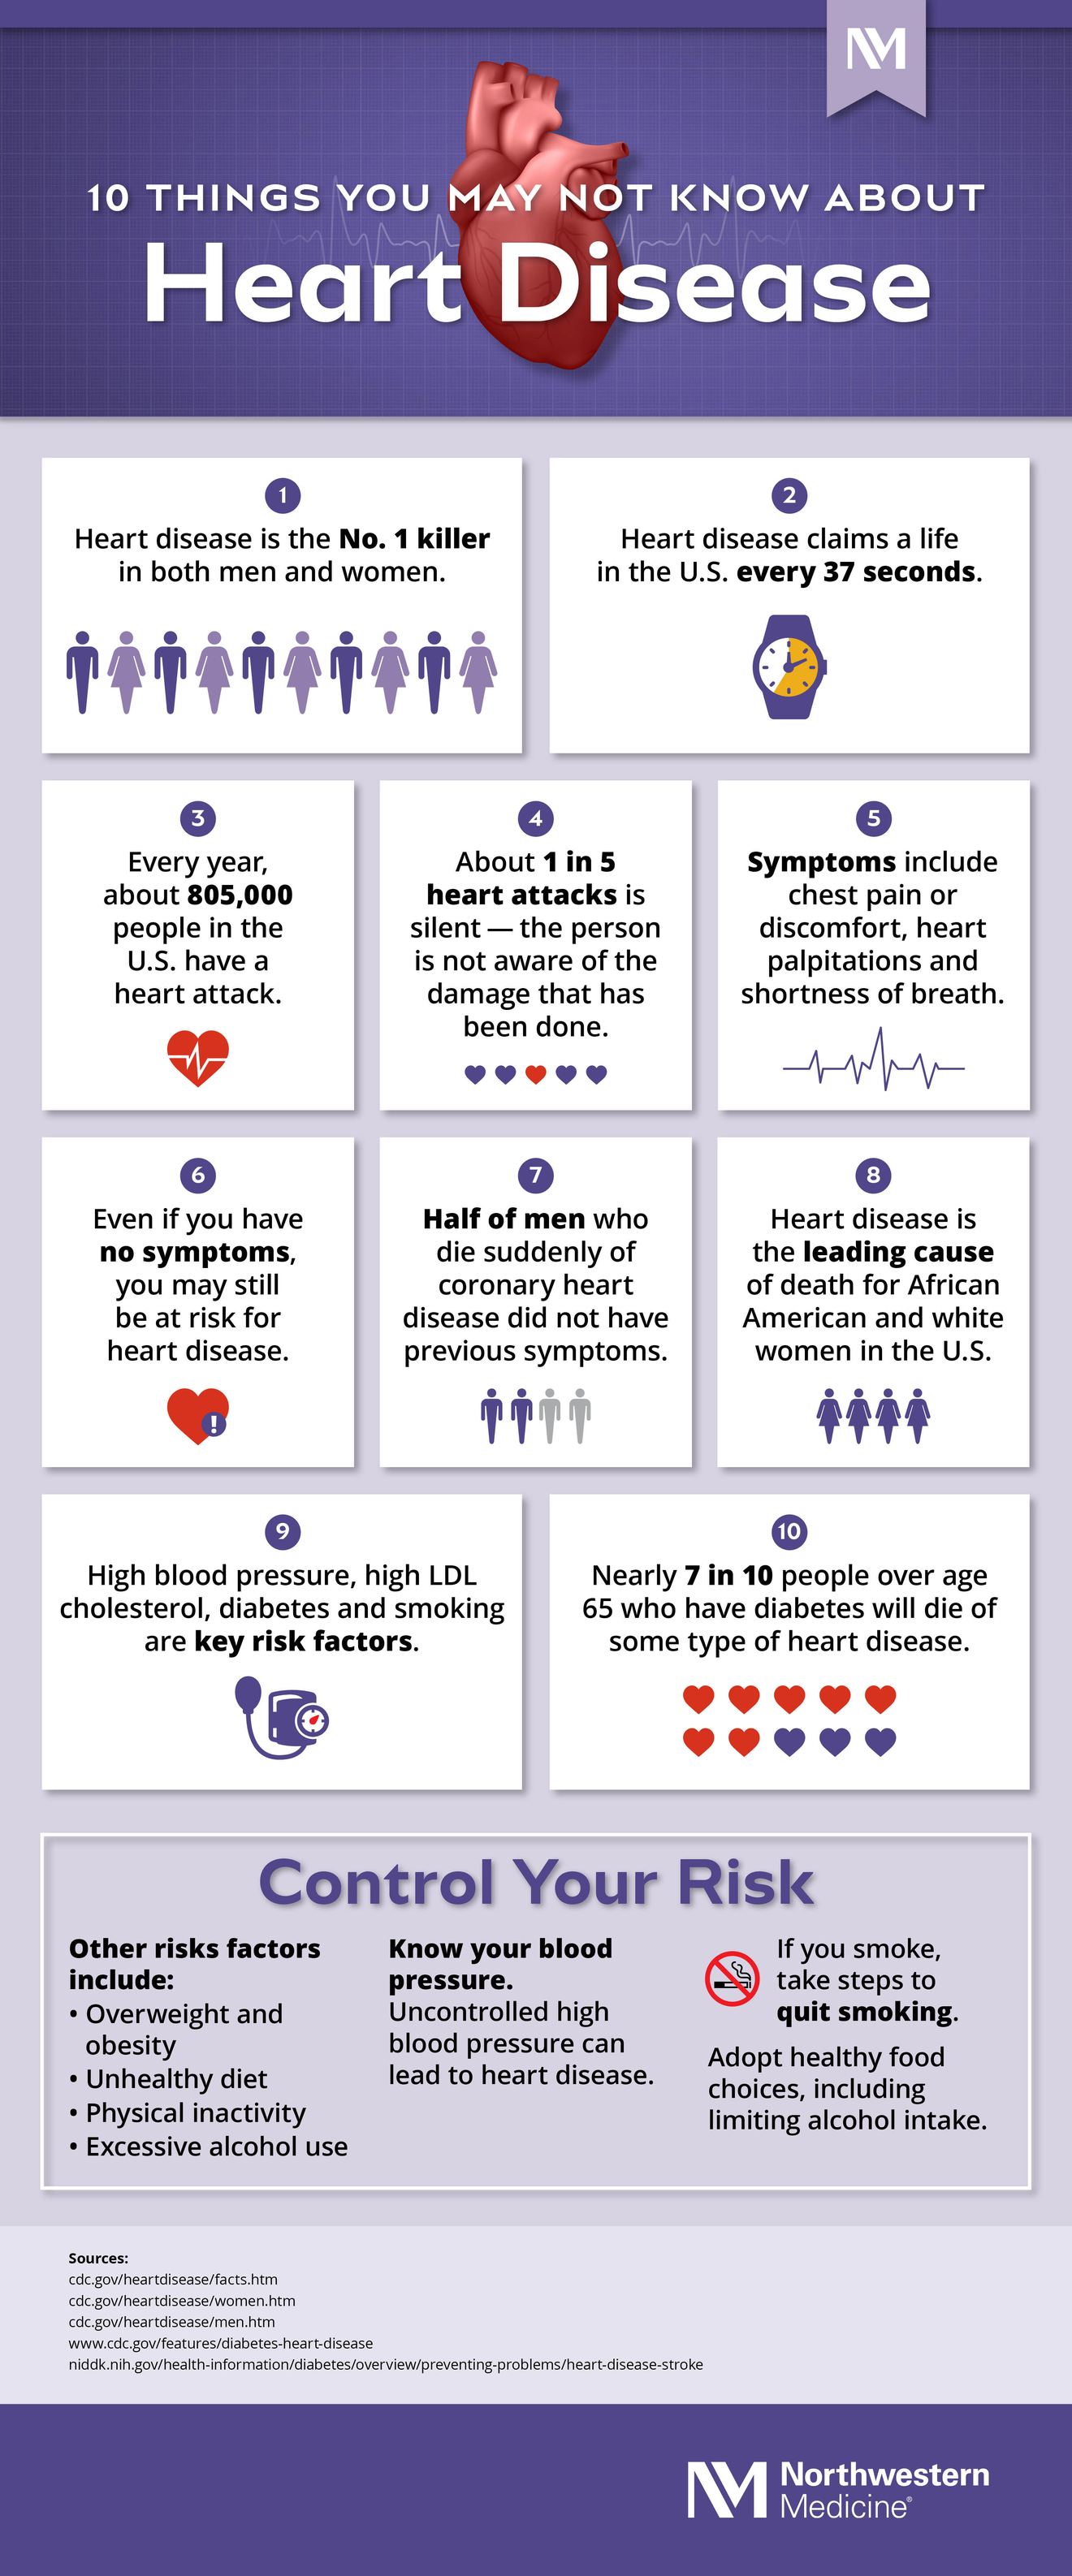 NM
10 THINGS YOU MAY NOT KNOW ABOUT
Heart Disease
1
Heart disease is the No. 1 killer
in both men and women.
2
Heart disease claims a life
in the U.S. every 37 seconds.
3
Every year,
about 805,000
people in the
U.S. have a
heart attack.
4
About 1 in 5
heart attacks is
silent — the person
is not aware of the
damage that has
been done.
5
Symptoms include
chest pain or
discomfort, heart
palpitations and
shortness of breath.
6
Even if you have
no symptoms,
you may still
be at risk for
heart disease.
!
7
Half of men who
die suddenly of
coronary heart
disease did not have
previous symptoms.
8
Heart disease is
the leading cause
of death for African
American and white
women in the U.S.
9
High blood pressure, high LDL
cholesterol, diabetes and smoking
are key risk factors.
10
Nearly 7 in 10 people over age
65 who have diabetes will die of
some type of heart disease.
Control Your Risk
Other risks factors
include:
• Overweight and
obesity
• Unhealthy diet
• Physical inactivity
• Excessive alcohol use
Know your blood
pressure.
Uncontrolled high
blood pressure can
lead to heart disease.
If you smoke,
take steps to
quit smoking.
Adopt healthy food
choices, including
limiting alcohol intake.
Sources:
cdc.gov/heartdisease/facts.htm
cdc.gov/heartdisease/women.htm
cdc.gov/heartdisease/men.htm
www.cdc.gov/features/diabetes-heart-disease
niddk.nih.gov/health-information/diabetes/overview/preventing-problems/heart-disease-stroke
NM Northwestern
Medicine®